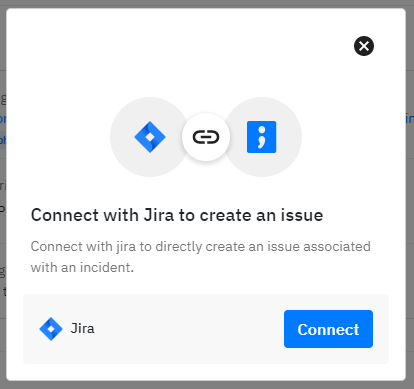 Connect with Jira to create an issue
Connect with jira to directly create an issue associated
with an incident.
Jira
Connect